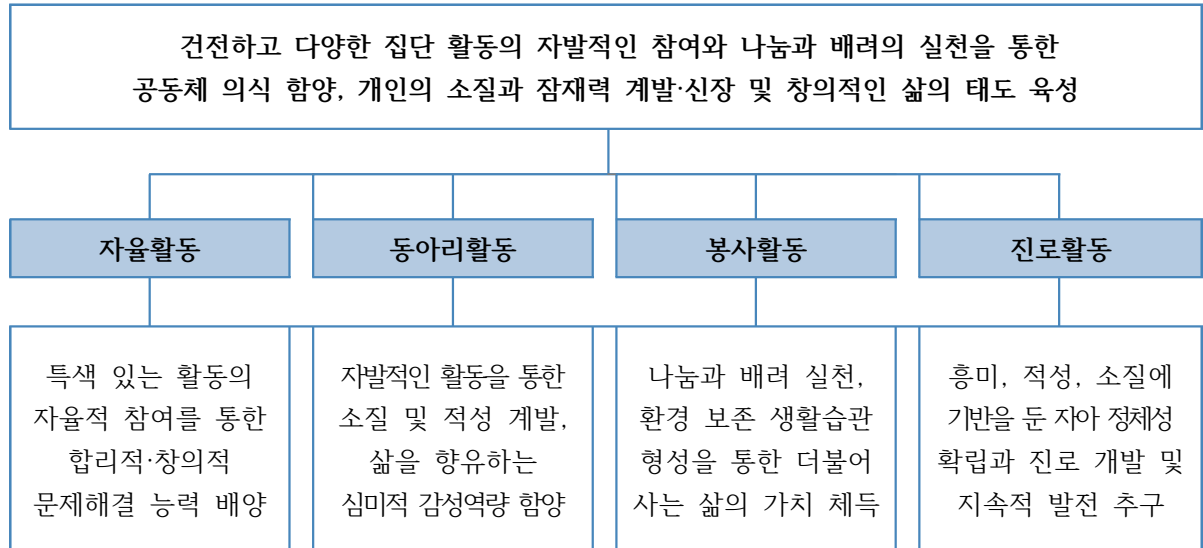 건전하고 다양한 집단 활동의 자발적인 참여와 나눔과 배려의 실천을 통한
공동체 의식 함양, 개인의 소질과 잠재력 계발·신장 및 창의적인 삶의 태도 육성
자율활동
동아리활동
봉사활동
진로활동
특색 있는 활동의
자율적 참여를 통한
합리적·창의적
문제해결 능력 배양
자발적인 활동을 통한
소질 및 적성 계발,
삶을 향유하는
심미적 감성역량 함양
나눔과 배려 실천,
환경 보존 생활습관
형성을 통한 더불어
사는 삶의 가치 체득
흥미, 적성, 소질에
기반을 둔 자아 정체성
확립과 진로 개발 및
지속적 발전 추구